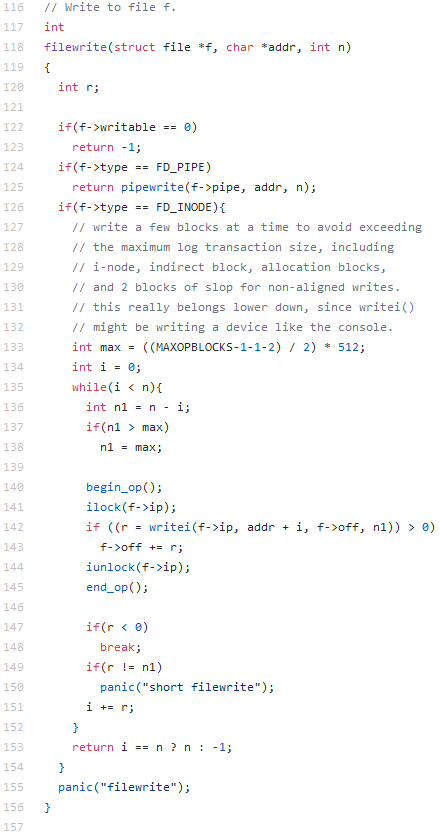 116 // Write to file f.
117 int
118 filewrite(struct file *f, char *addr, int n)
119 {
120   int r;
121
122   if(f->writable == 0)
123     return -1;
124   if(f->type == FD_PIPE)
125     return pipewrite(f->pipe, addr, n);
126   if(f->type == FD_INODE){
127     // write a few blocks at a time to avoid exceeding
128     // the maximum log transaction size, including
129     // i-node, indirect block, allocation blocks,
130     // and 2 blocks of slop for non-aligned writes.
131     // this really belongs lower down, since writei()
132     // might be writing a device like the console.
133     int max = ((MAXOPBLOCKS-1-1-2) / 2) * 512;
134     int i = 0;
135     while(i < n){
136       int n1 = n - i;
137       if(n1 > max)
138         n1 = max;
139
140       begin_op();
141       ilock(f->ip);
142       if ((r = writei(f->ip, addr + i, f->off, n1)) > 0)
143         f->off += r;
144       iunlock(f->ip);
145       end_op();
146
147       if(r < 0)
148         break;
149       if(r != n1)
150         panic("short filewrite");
151       i += r;
152     }
153     return i == n ? n : -1;
154   }
155   panic("filewrite");
156 }
157